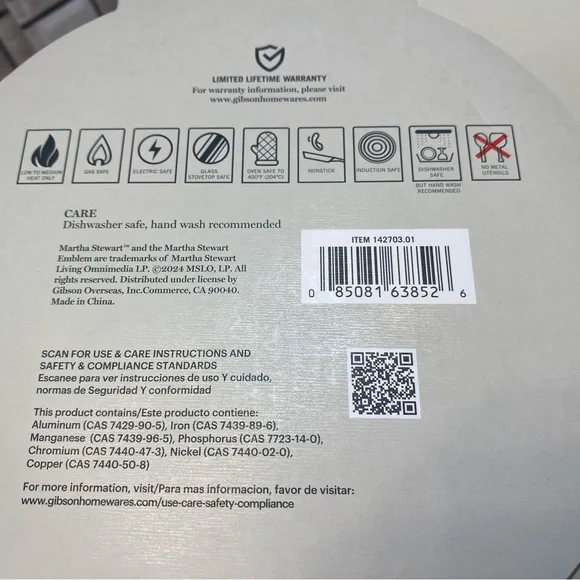 LIMITED LIFETIME WARRANTY
For warranty information, please visit
www.gibsonhomewares.com
LOW TO MEDIUM HEAT ONLY
GAS SAFE
ELECTRIC SAFE
GLASS STOVETOP SAFE
OVEN SAFE TO 400°F (204°C)
NONSTICK
INDUCTION SAFE
DISHWASHER SAFE
BUT HAND WASH RECOMMENDED
NO METAL UTENSILS
CARE
Dishwasher safe, hand wash recommended
Martha Stewart™ and the Martha Stewart
Emblem are trademarks of Martha Stewart
Living Omnimedia LP. ©2024 MSLO, LP. All
rights reserved. Distributed under license by
Gibson Overseas, Inc.Commerce, CA 90040.
Made in China.
ITEM 142703.01
0 85081 63852 6
SCAN FOR USE & CARE INSTRUCTIONS AND
SAFETY & COMPLIANCE STANDARDS
Escanee para ver instrucciones de uso Y cuidado,
normas de Seguridad Y conformidad
This product contains/Este producto contiene:
Aluminum (CAS 7429-90-5), Iron (CAS 7439-89-6),
Manganese (CAS 7439-96-5), Phosphorus (CAS 7723-14-0),
Chromium (CAS 7440-47-3), Nickel (CAS 7440-02-0),
Copper (CAS 7440-50-8)
For more information, visit/Para mas informacion, favor de visitar:
www.gibsonhomewares.com/use-care-safety-compliance